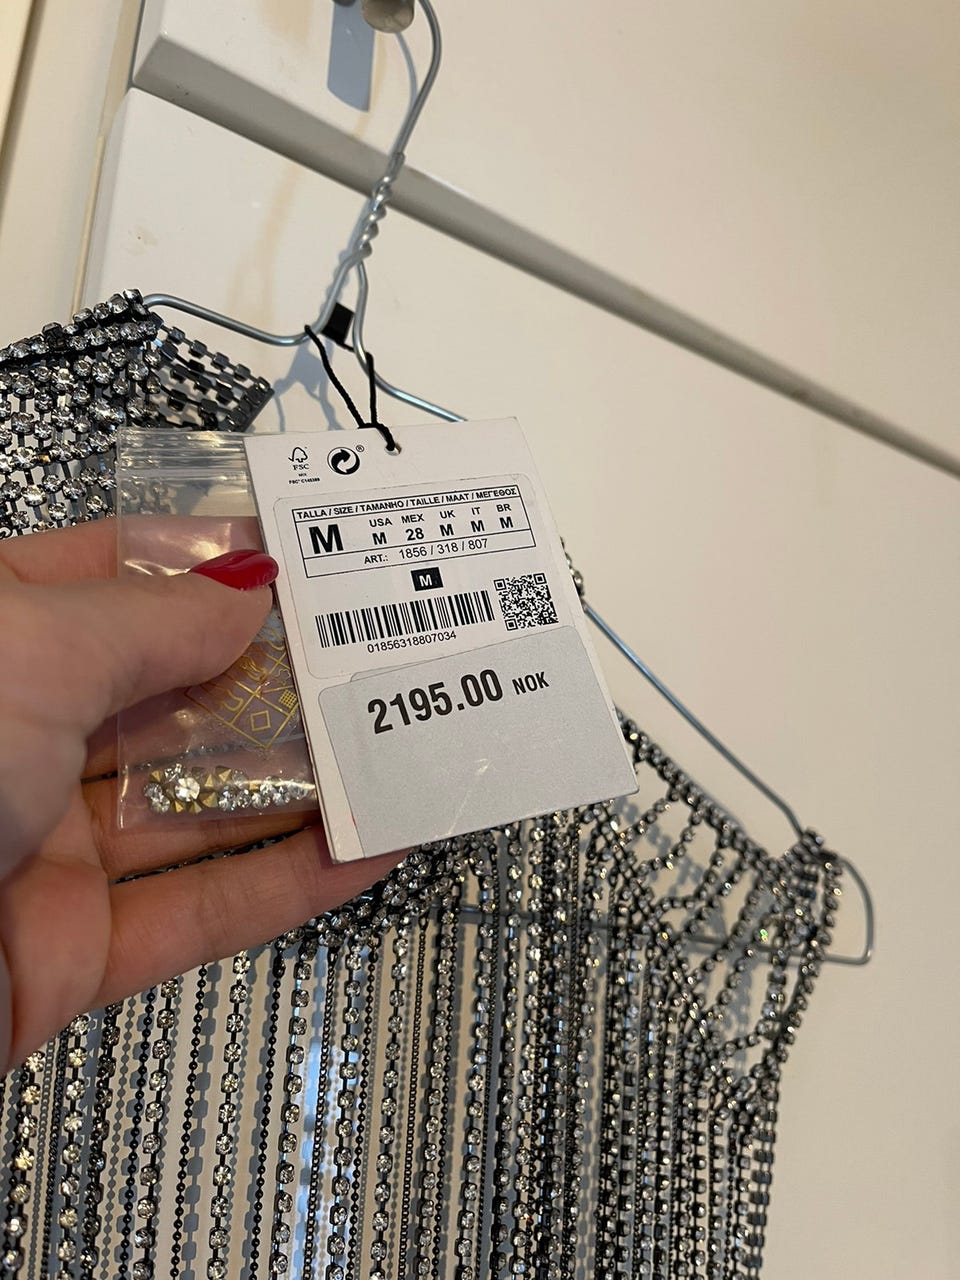 FSC
MIX
FSC® C145388
®
TALLA / SIZE / TAMANHO / TAILLE / MAAT / ΜΕΓΕΘΟΣ
M USA M MEX 28 UK M IT M BR M
ART.: 1856 / 318 / 807
M
01856318807034
2195.00 NOK